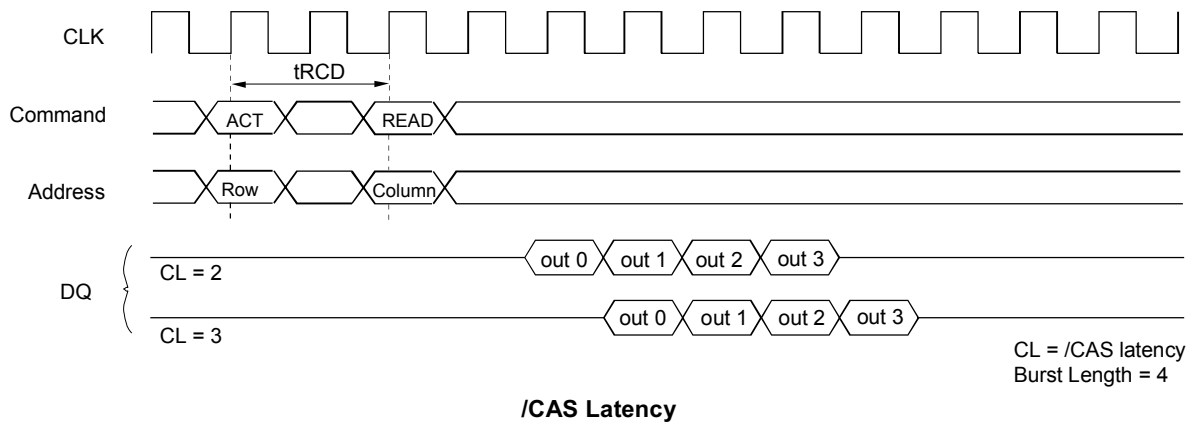 CLK
tRCD
Command
ACT
READ
Address
Row
Column
DQ
CL = 2
out 0 out 1 out 2 out 3
CL = 3
out 0 out 1 out 2 out 3
CL = /CAS latency
Burst Length = 4
/CAS Latency